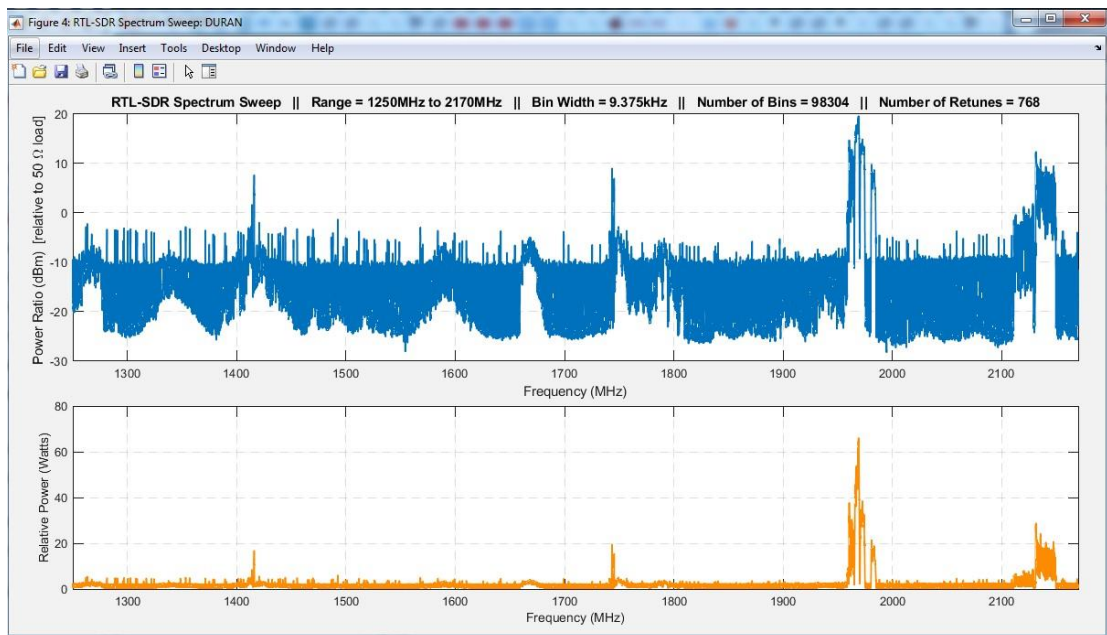 Figure 4: RTL-SDR Spectrum Sweep: DURAN
File Edit View Insert Tools Desktop Window Help
RTL-SDR Spectrum Sweep || Range = 1250MHz to 2170MHz || Bin Width = 9.375kHz || Number of Bins = 98304 || Number of Retunes = 768
Power Ratio (dBm) [relative to 50 Ω load]
20
10
0
-10
-20
-30
1300 1400 1500 1600 1700 1800 1900 2000 2100
Frequency (MHz)
Relative Power (Watts)
80
60
40
20
0
1300 1400 1500 1600 1700 1800 1900 2000 2100
Frequency (MHz)